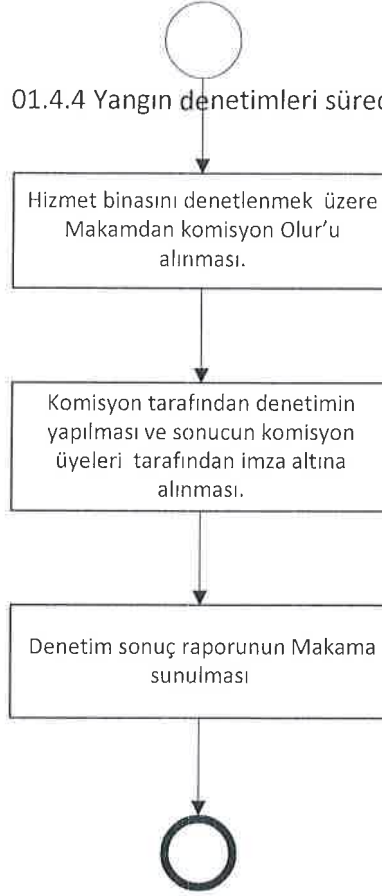 01.4.4 Yangın denetimleri sürec
Hizmet binasını denetlenmek üzere
Makamdan komisyon Olur'u
alınması.
Komisyon tarafından denetimin
yapılması ve sonucun komisyon
üyeleri tarafından imza altına
alınması.
Denetim sonuç raporunun Makama
sunulması